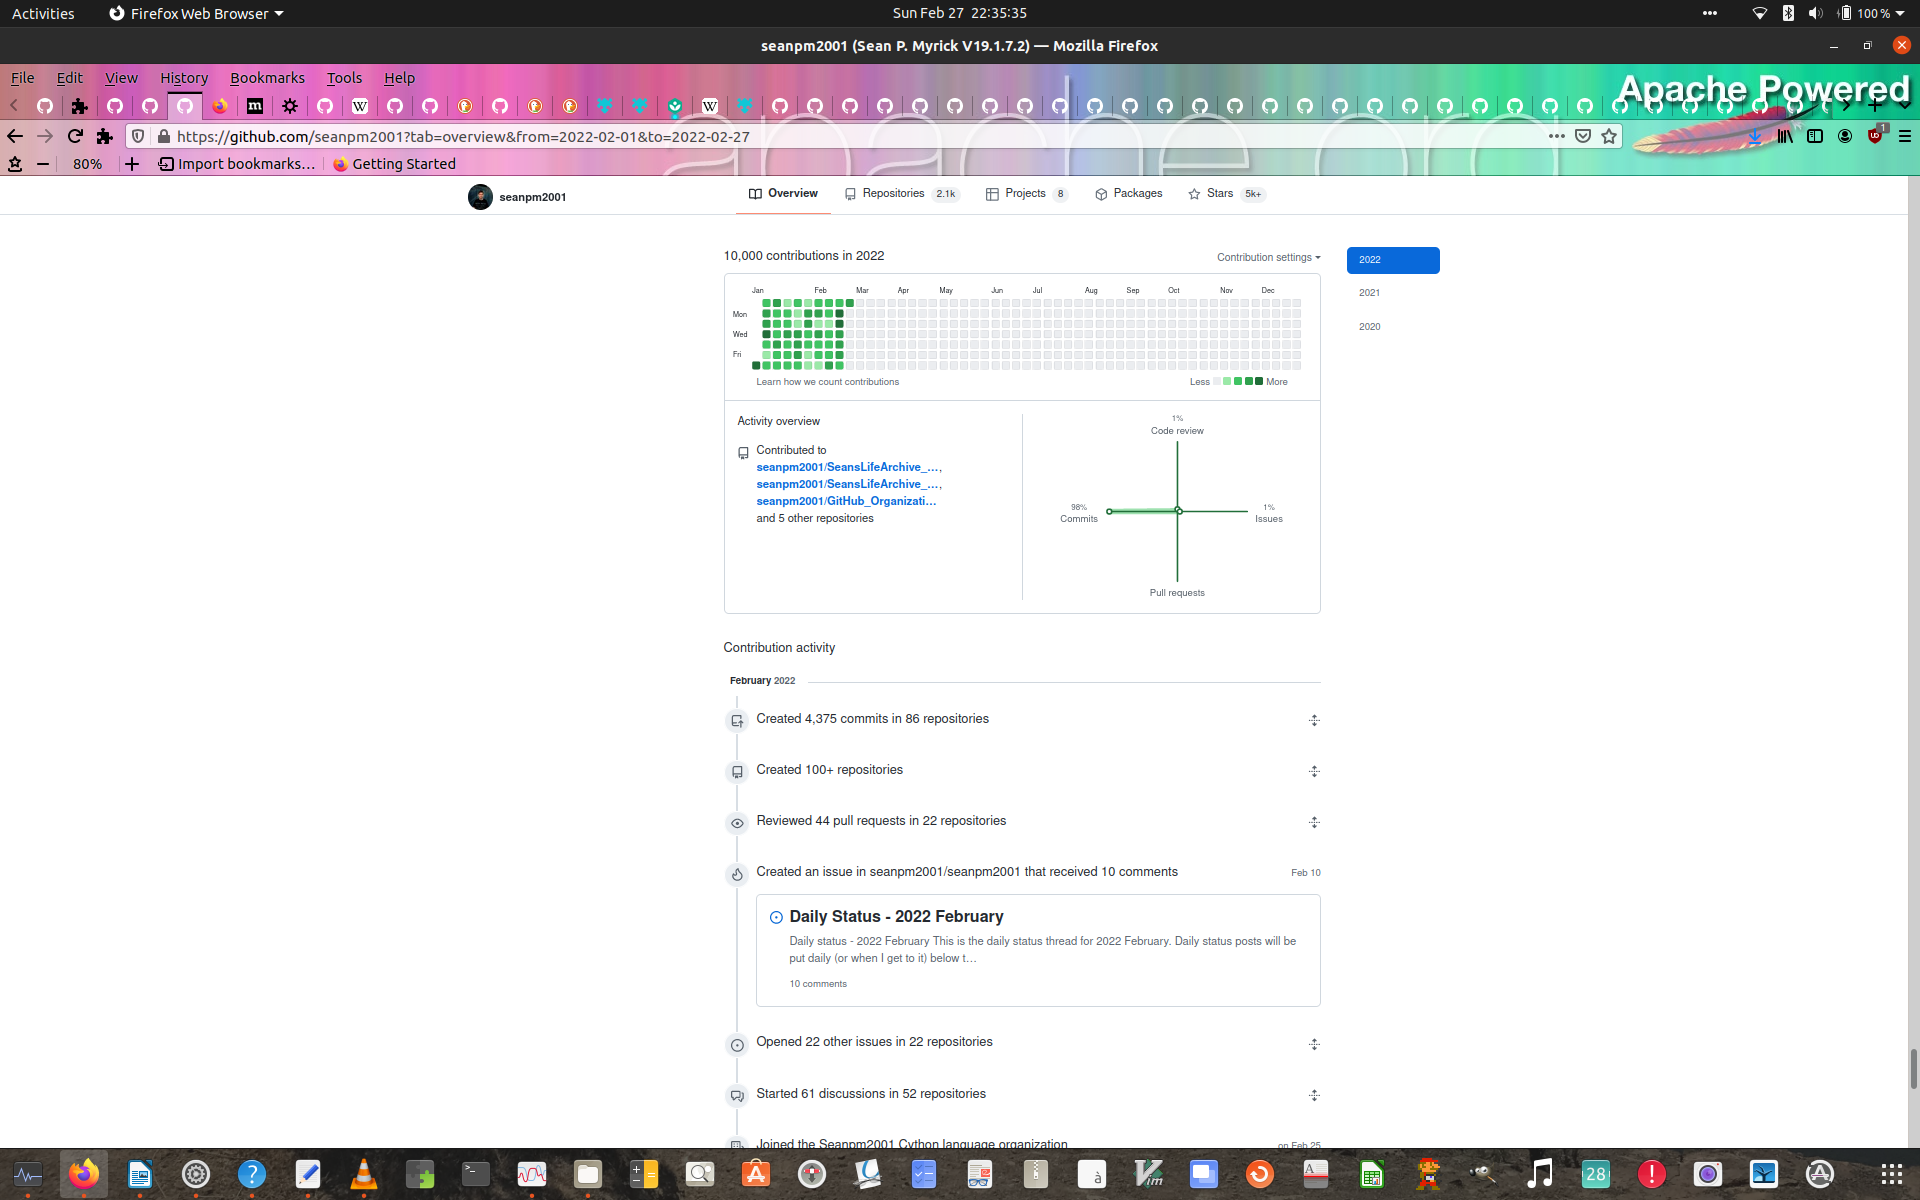 Activities
Firefox Web Browser
Sun Feb 27 22:35:35
100 %
seanpm2001 (Sean P. Myrick V19.1.7.2) — Mozilla Firefox
File Edit View History Bookmarks Tools Help
Apache Powered
https://github.com/seanpm2001?tab=overview&from=2022-02-01&to=2022-02-27
1
80%
Import bookmarks...
Getting Started
seanpm2001
Overview
Repositories 2.1k
Projects 8
Packages
Stars 5k+
10,000 contributions in 2022
Contribution settings
2022
2021
2020
Jan Feb Mar Apr May Jun Jul Aug Sep Oct Nov Dec
Mon
Wed
Fri
Learn how we count contributions
Less More
Activity overview
Contributed to
seanpm2001/SeansLifeArchive_...,
seanpm2001/SeansLifeArchive_...,
seanpm2001/GitHub_Organizati...
and 5 other repositories
1%
Code review
98%
Commits
1%
Issues
Pull requests
Contribution activity
February 2022
Created 4,375 commits in 86 repositories
Created 100+ repositories
Reviewed 44 pull requests in 22 repositories
Created an issue in seanpm2001/seanpm2001 that received 10 comments
Feb 10
Daily Status - 2022 February
Daily status - 2022 February This is the daily status thread for 2022 February. Daily status posts will be
put daily (or when I get to it) below t...
10 comments
Opened 22 other issues in 22 repositories
Started 61 discussions in 52 repositories
Joined the Seanpm2001 Cython language organization
on Feb 25
28